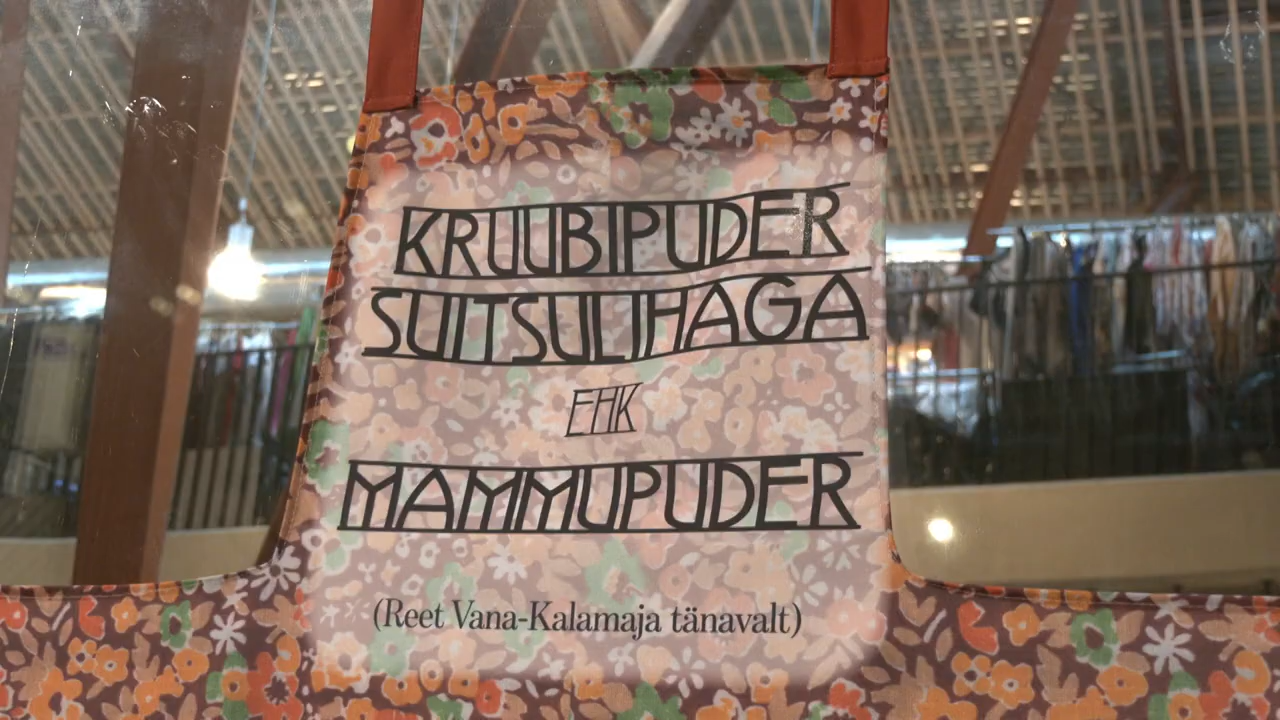 KRUUBIPUDER
SUITSULIHAGA
EHK
MAMMUPUDER
(Reet Vana-Kalamaja tänavalt)